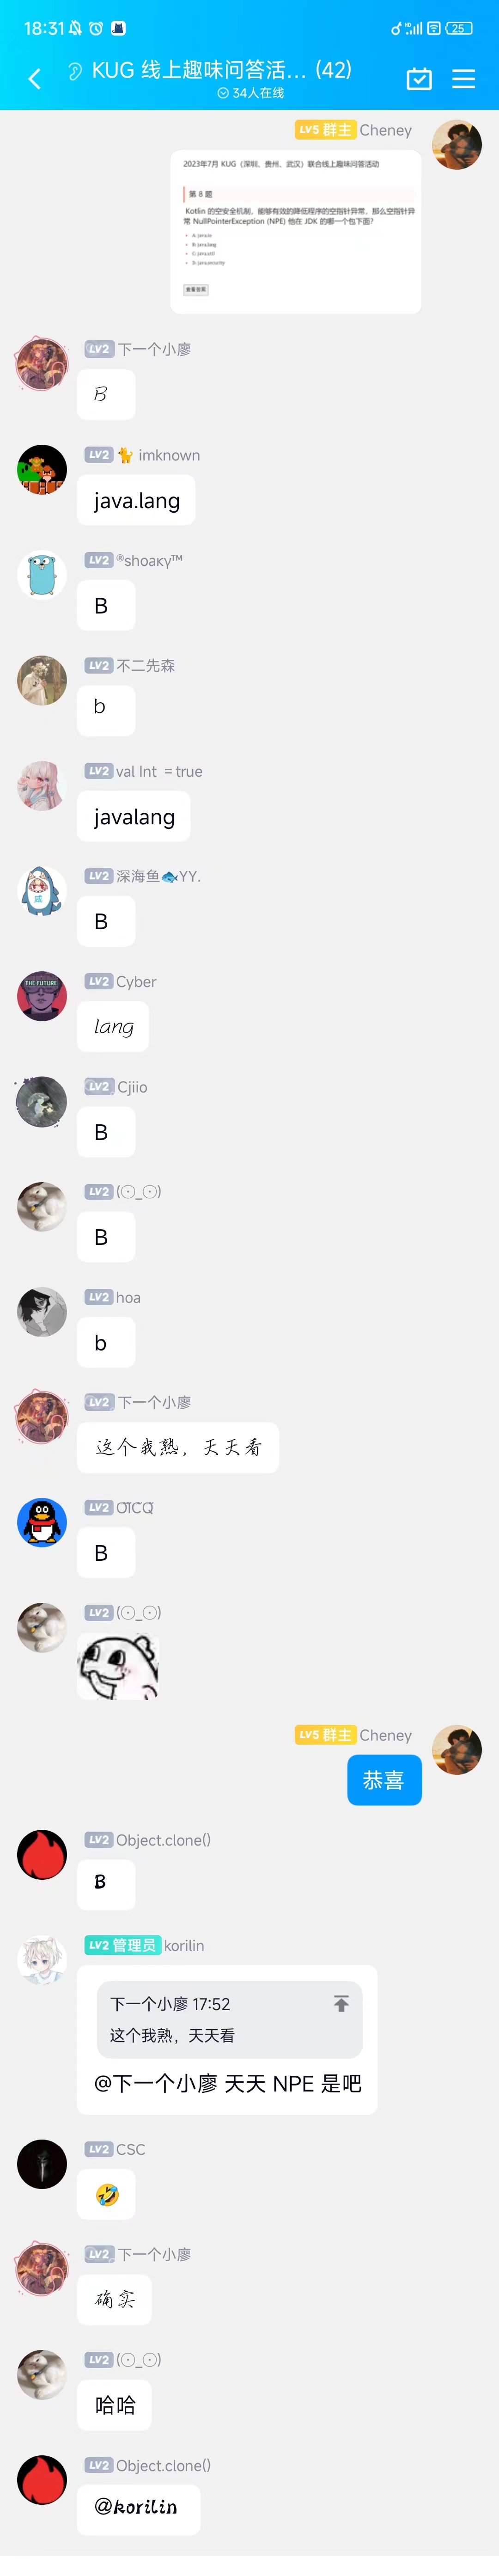 18:31
25
KUG 线上趣味问答活... (42)
34人在线
LV5 群主 Cheney
2023年7月 KUG（深圳、贵州、武汉）联合线上趣味问答活动
第 8 题
Kotlin 的空安全机制，能够有效的降低程序的空指针异常，那么空指针异
常 NullPointerException (NPE) 他在 JDK 的哪一个包下面?
A: java.io
B: java.lang
C: java.util
D: java.security
查看答案
LV2 下一个小廖
B
LV2 🐈 imknown
java.lang
LV2 ®shoaκγ™
B
LV2 不二先森
b
LV2 val Int = true
javalang
LV2 深海鱼🐟YY.
B
THE FUTURE
LV2 Cyber
lang
LV2 Cjiio
B
LV2 (⊙_⊙)
B
LV2 hoa
b
LV2 下一个小廖
这个我熟，天天看
LV2 OICQ
B
LV2 (⊙_⊙)
LV5 群主 Cheney
恭喜
LV2 Object.clone()
B
LV2 管理员 korilin
下一个小廖 17:52
这个我熟，天天看
@下一个小廖 天天 NPE 是吧
LV2 CSC
🤣
LV2 下一个小廖
确实
LV2 (⊙_⊙)
哈哈
LV2 Object.clone()
@korilin